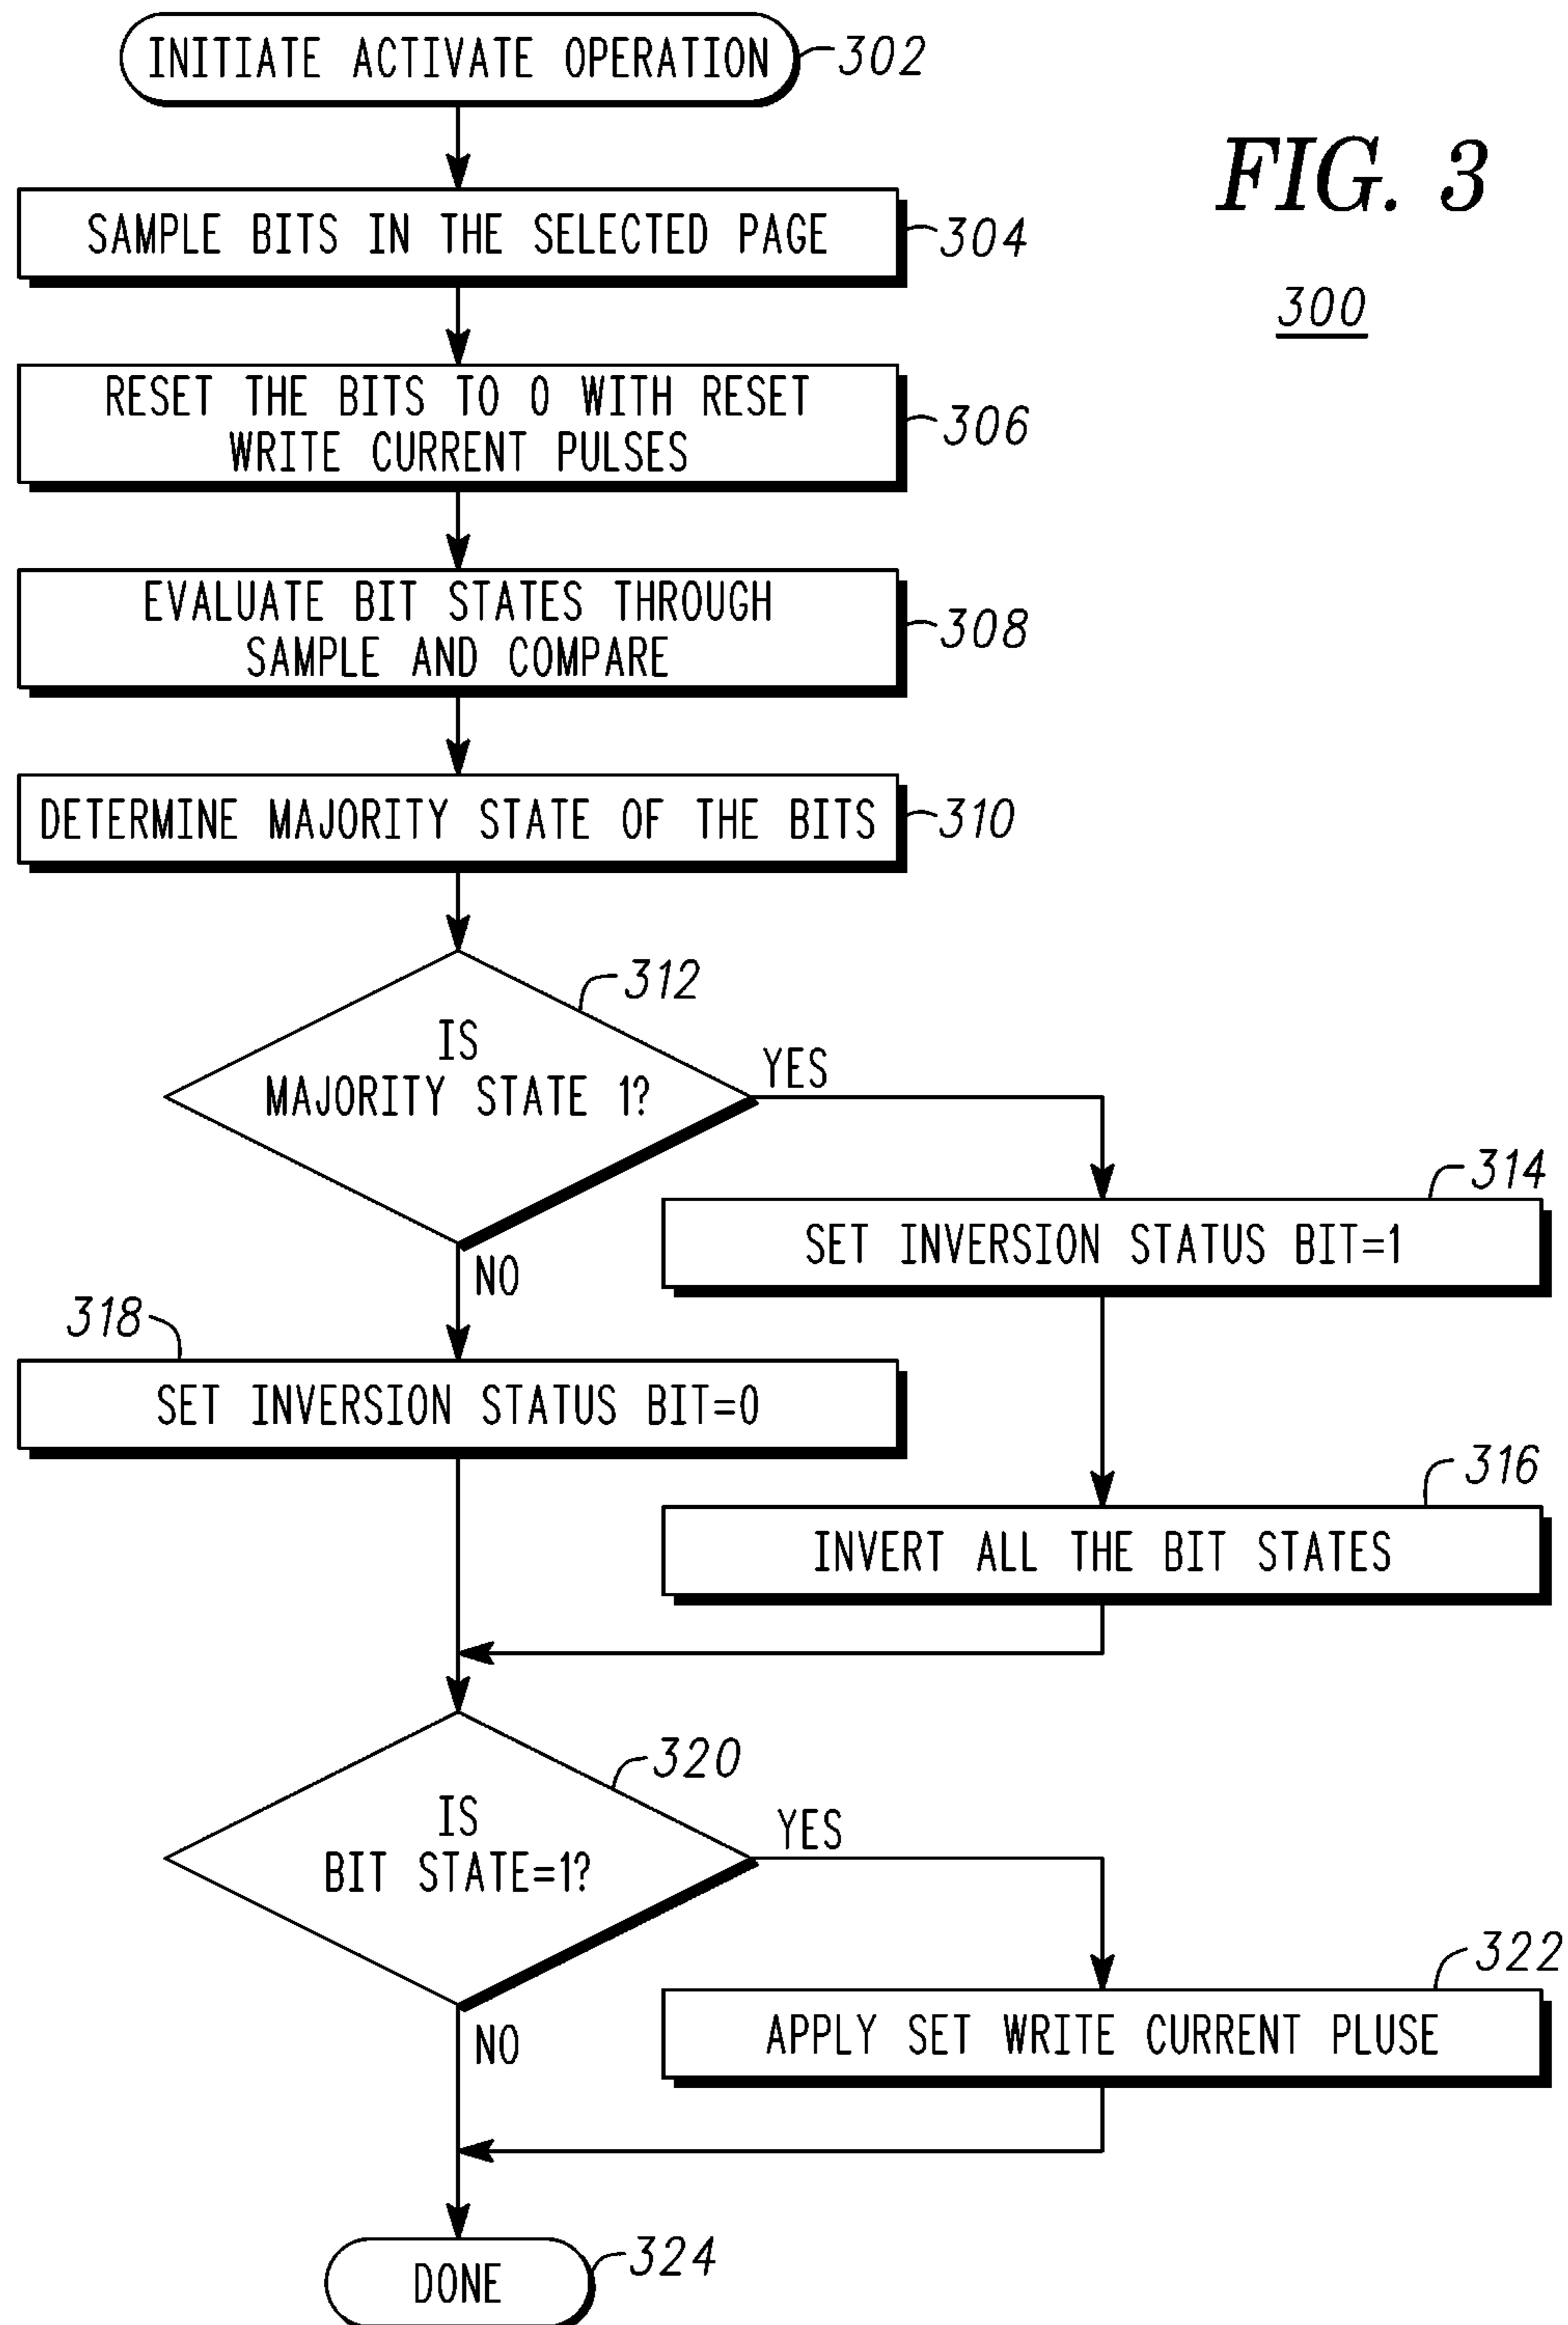 INITIATE ACTIVATE OPERATION
302
FIG. 3
300
SAMPLE BITS IN THE SELECTED PAGE
304
RESET THE BITS TO 0 WITH RESET
WRITE CURRENT PULSES
306
EVALUATE BIT STATES THROUGH
SAMPLE AND COMPARE
308
DETERMINE MAJORITY STATE OF THE BITS
310
312
IS
MAJORITY STATE 1?
YES
NO
314
SET INVERSION STATUS BIT=1
318
SET INVERSION STATUS BIT=0
316
INVERT ALL THE BIT STATES
320
IS
BIT STATE=1?
YES
NO
322
APPLY SET WRITE CURRENT PLUSE
DONE
324